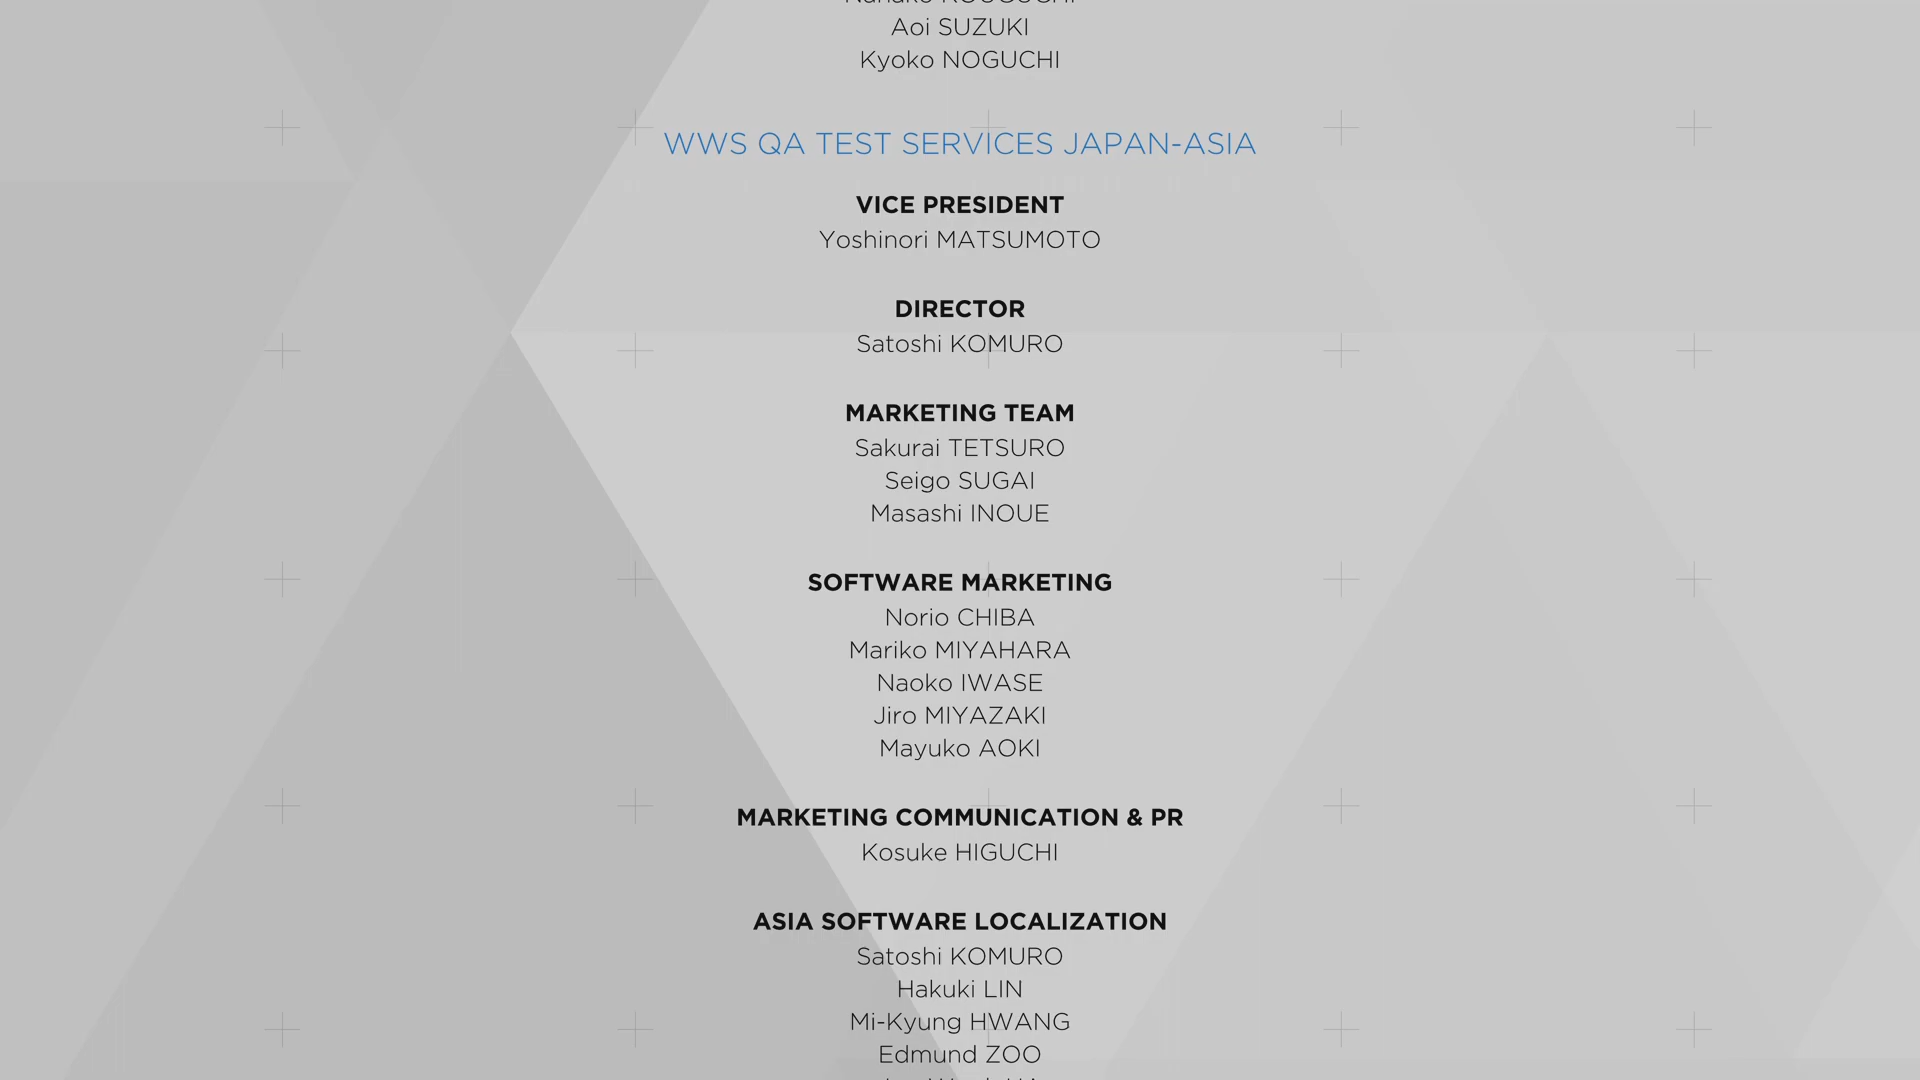 Aoi SUZUKI
Kyoko NOGUCHI
WWS QA TEST SERVICES JAPAN-ASIA
VICE PRESIDENT
Yoshinori MATSUMOTO
DIRECTOR
Satoshi KOMURO
MARKETING TEAM
Sakurai TETSURO
Seigo SUGAI
Masashi INOUE
SOFTWARE MARKETING
Norio CHIBA
Mariko MIYAHARA
Naoko IWASE
Jiro MIYAZAKI
Mayuko AOKI
MARKETING COMMUNICATION & PR
Kosuke HIGUCHI
ASIA SOFTWARE LOCALIZATION
Satoshi KOMURO
Hakuki LIN
Mi-Kyung HWANG
Edmund ZOO